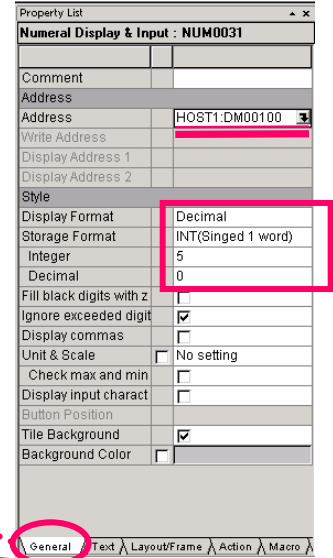 Property List
Numeral Display & Input : NUM0031
Comment
Address
Address HOST1:DM00100
Write Address
Display Address 1
Display Address 2
Style
Display Format Decimal
Storage Format INT(Singed 1 word)
Integer 5
Decimal 0
Fill black digits with z
Ignore exceeded digit
Display commas
Unit & Scale No setting
Check max and min
Display input charact
Button Position
Tile Background
Background Color
General Text Layout/Frame Action Macro